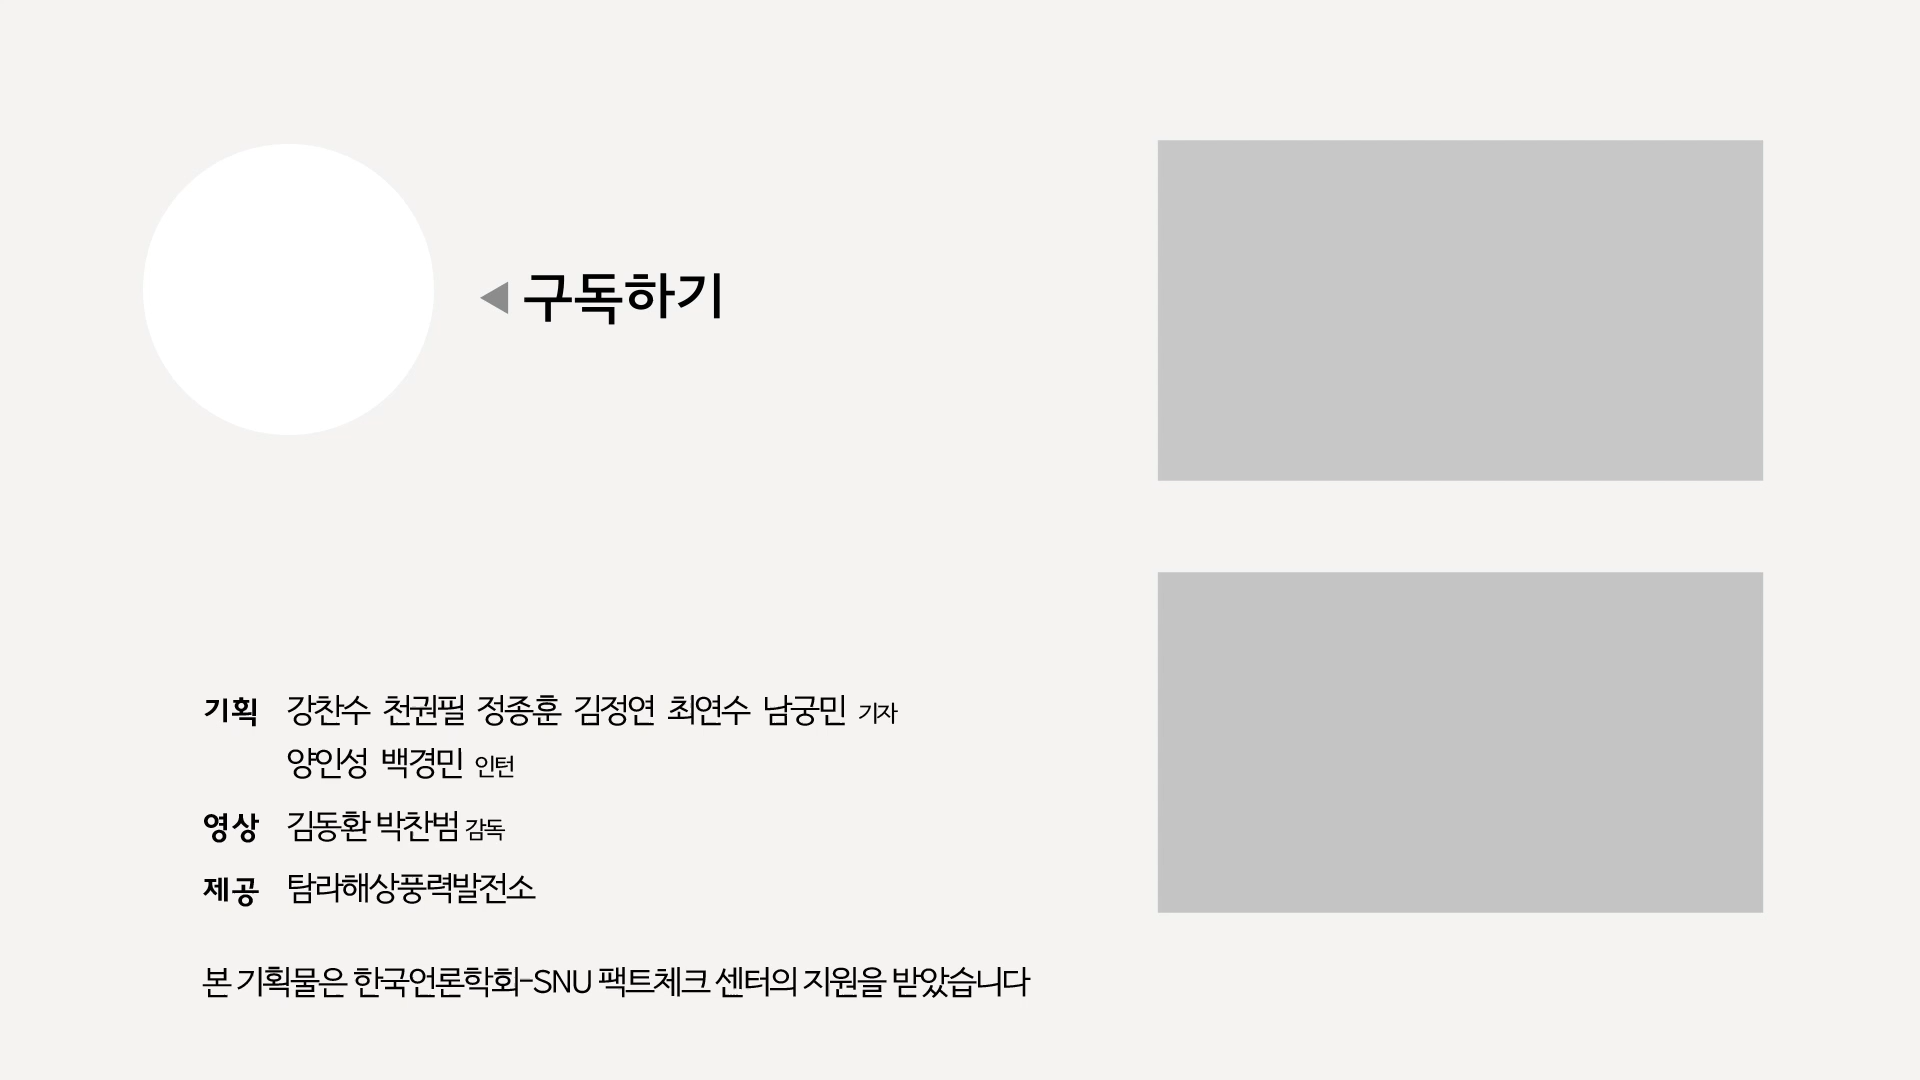 구독하기
기획 강찬수 천권필 정종훈 김정연 최연수 남궁민 기자
양인성 백경민 인턴
영상 김동환 박찬범 감독
제공 탐라해상풍력발전소
본 기획물은 한국언론학회-SNU 팩트체크 센터의 지원을 받았습니다